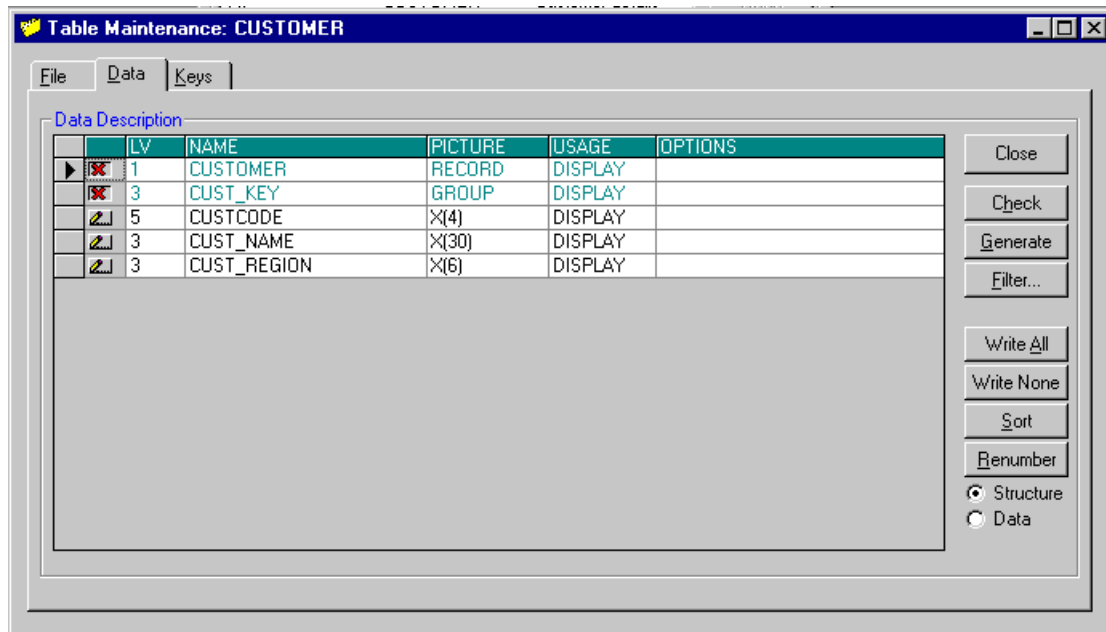 Table Maintenance: CUSTOMER
File Data Keys
Data Description
LV NAME PICTURE USAGE OPTIONS
1 CUSTOMER RECORD DISPLAY
3 CUST_KEY GROUP DISPLAY
5 CUSTCODE X(4) DISPLAY
3 CUST_NAME X(30) DISPLAY
3 CUST_REGION X(6) DISPLAY
Close
Check
Generate
Filter...
Write All
Write None
Sort
Renumber
Structure
Data